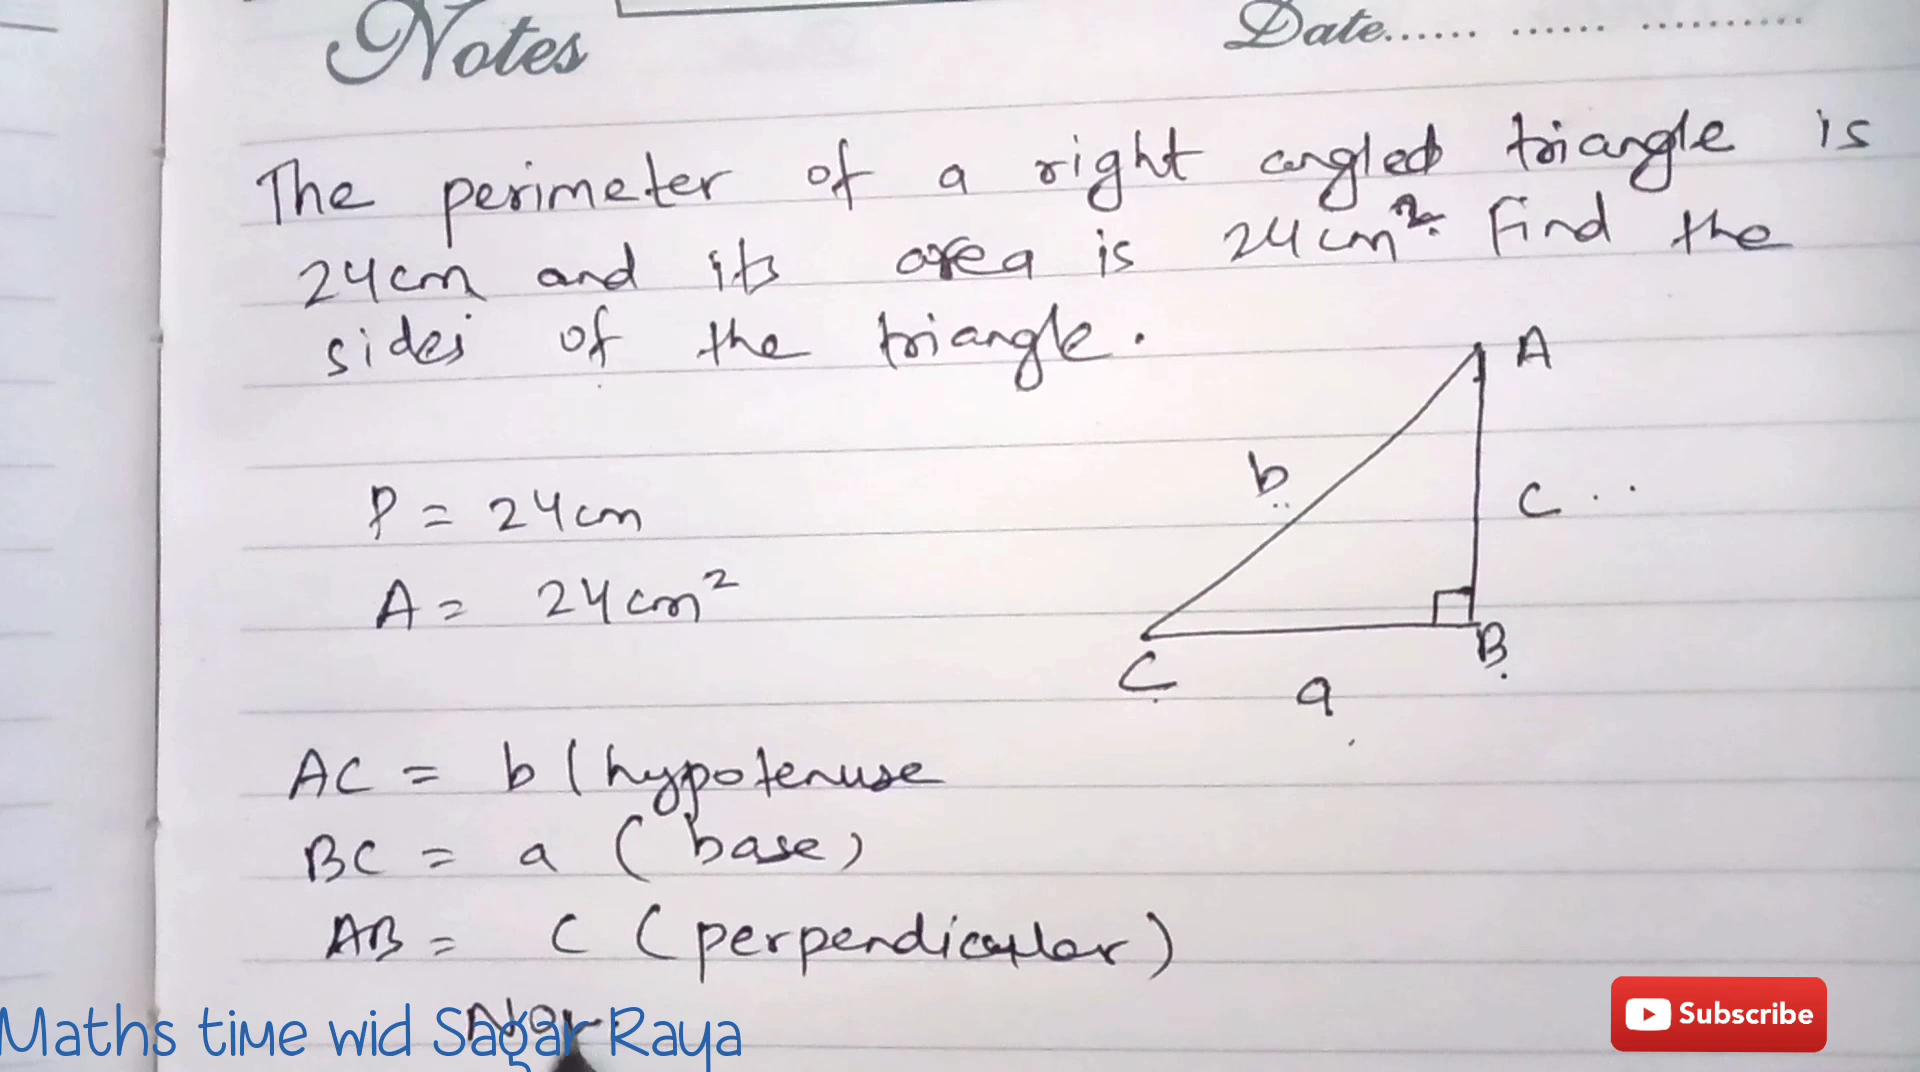 Notes
Date...... ...... ..........
The perimeter of a right angled triangle is
24cm and its area is 24cm². Find the
sides of the triangle.
A
b
C
P = 24cm
A = 24cm²
B
C
a
AC = b (hypotenuse
BC = a (base)
AB = C (perpendicular)
Maths time wid Sagar Raya
Subscribe